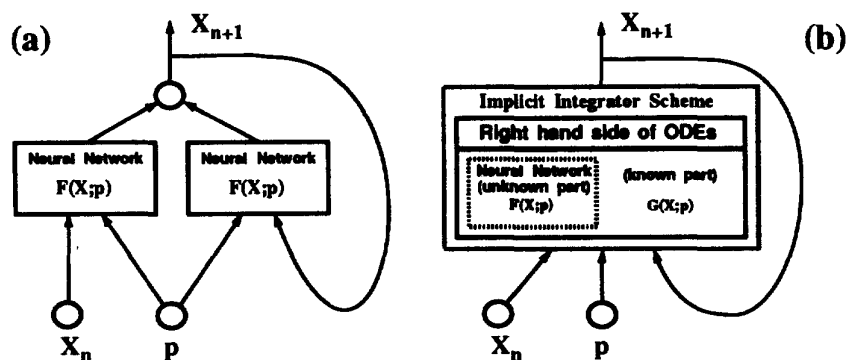 (a)
X_{n+1}
Neural Network
F(X;p)
Neural Network
F(X;p)
X_n
p
(b)
X_{n+1}
Implicit Integrator Scheme
Right hand side of ODEs
Neural Network
(unknown part)
F(X;p)
(known part)
G(X;p)
X_n
p